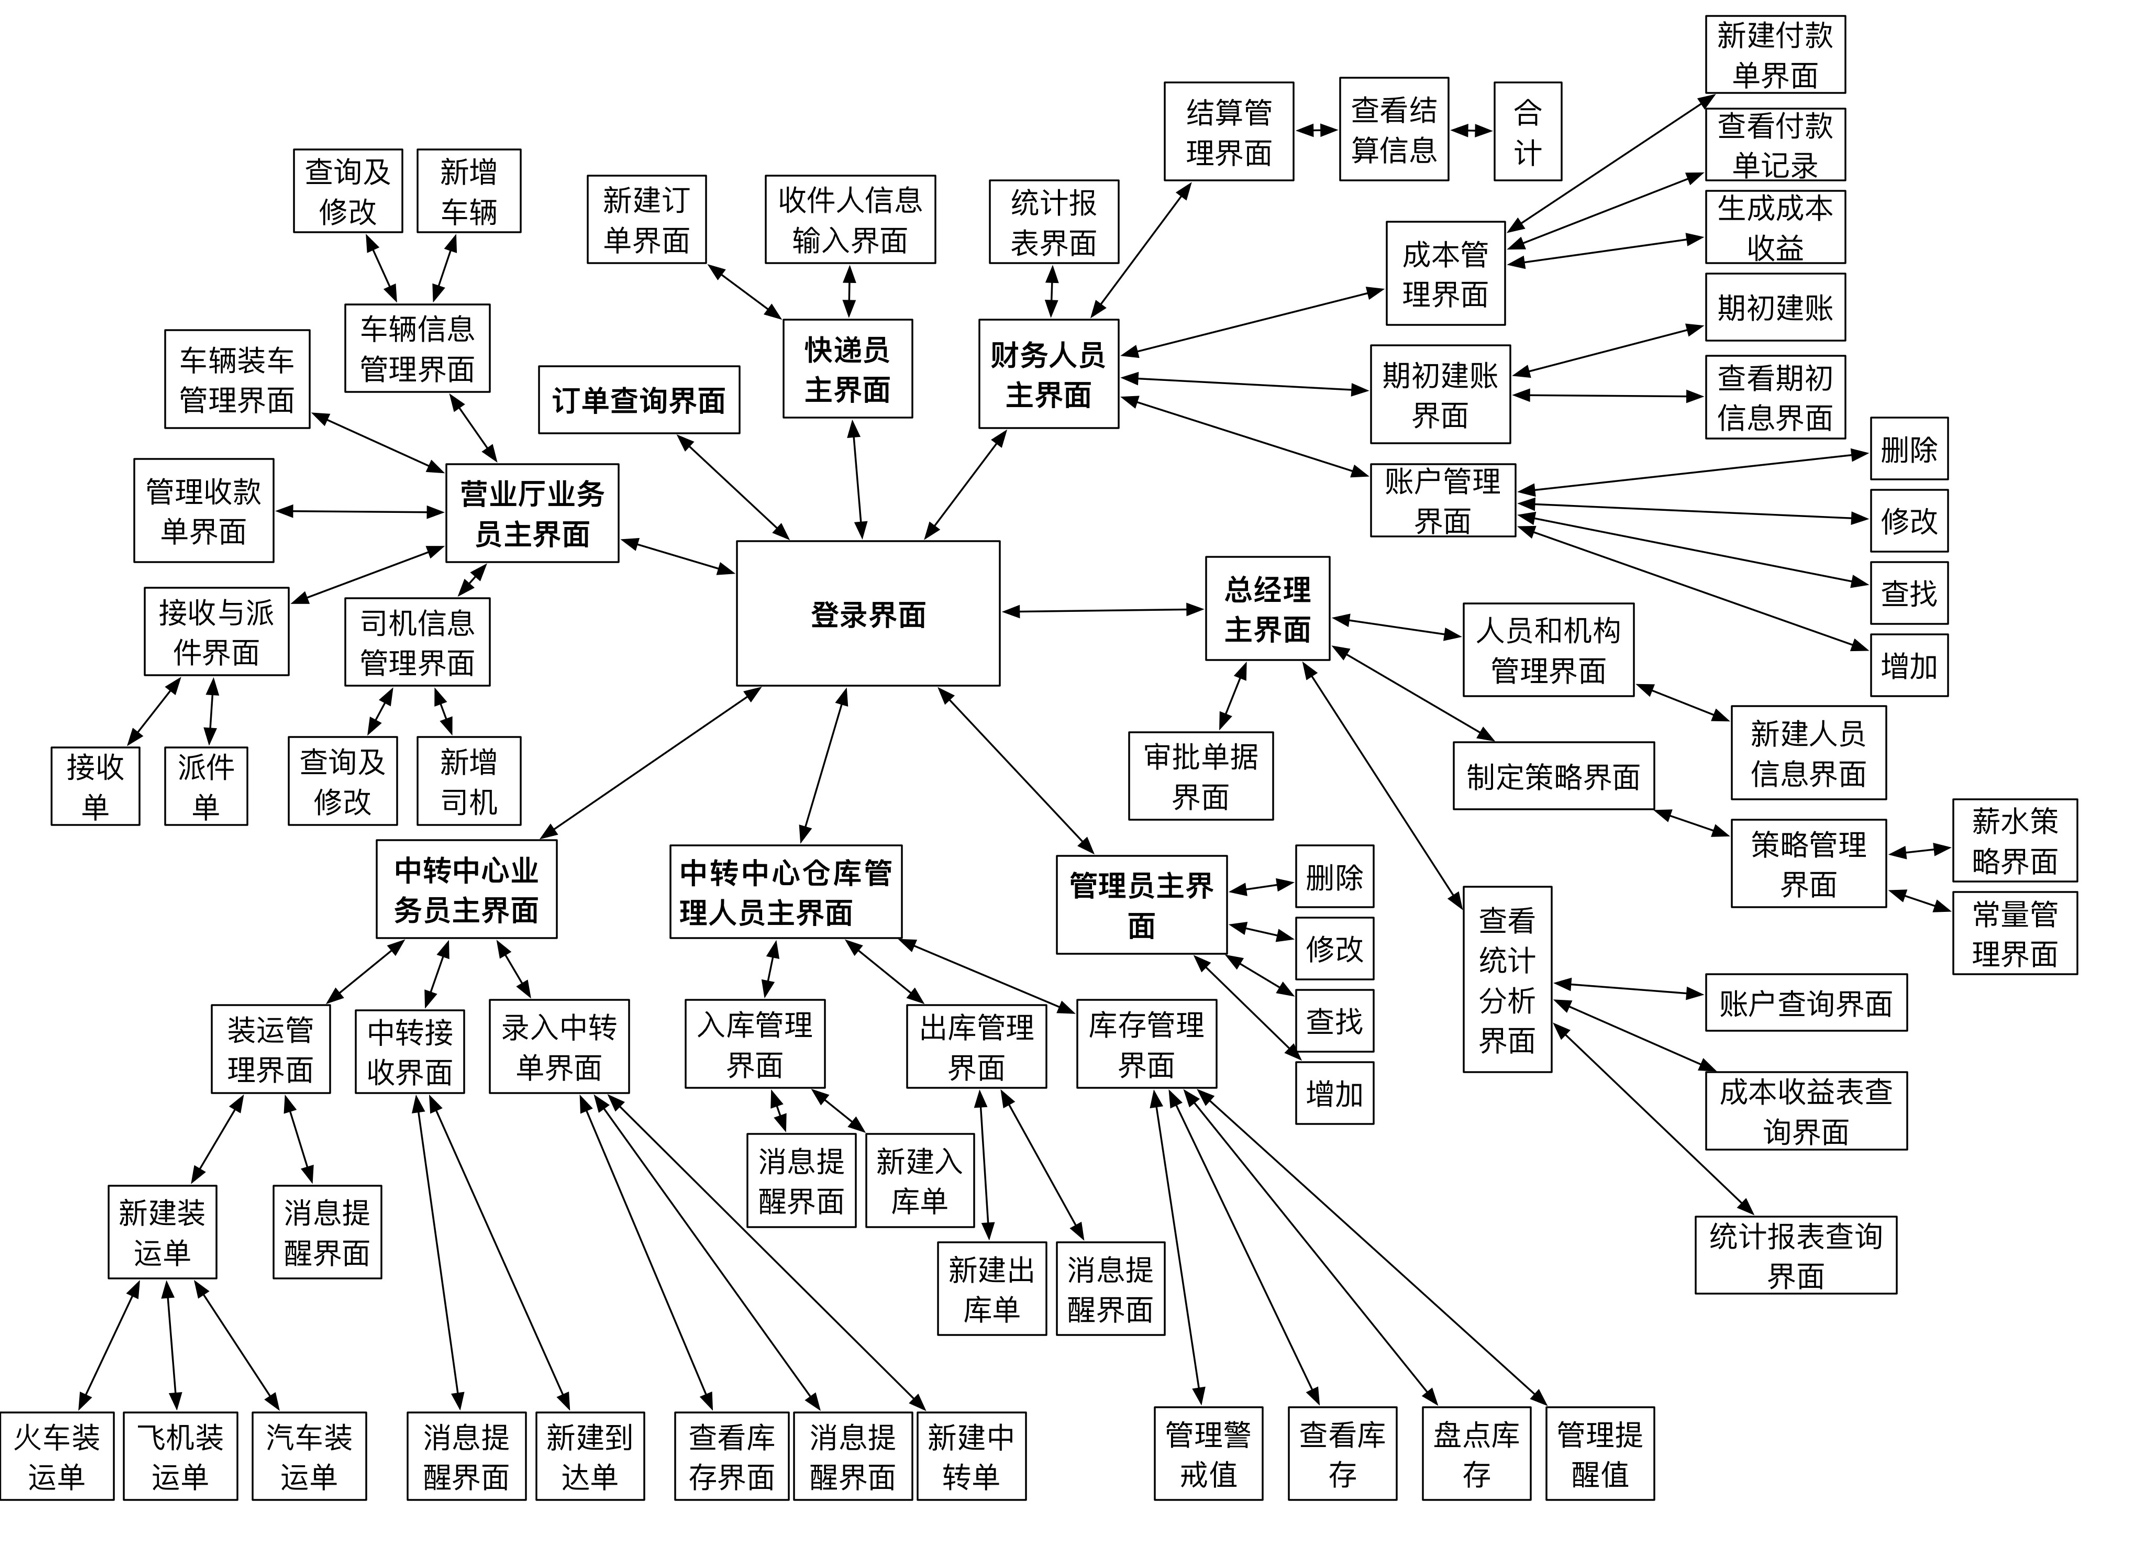 新建付款
单界面
结算管
理界面
查看结
算信息
合
计
查看付款
单记录
查询及
修改
新增
车辆
新建订
单界面
收件人信息
输入界面
统计报
表界面
生成成本
收益
成本管
理界面
期初建账
车辆信息
管理界面
车辆装车
管理界面
快递员
主界面
财务人员
主界面
期初建账
界面
查看期初
信息界面
订单查询界面
删除
管理收款
单界面
营业厅业务
员主界面
账户管理
界面
修改
登录界面
总经理
主界面
查找
接收与派
件界面
司机信息
管理界面
人员和机构
管理界面
增加
接收
单
派件
单
查询及
修改
新增
司机
审批单据
界面
制定策略界面
新建人员
信息界面
中转中心业
务员主界面
中转中心仓库管
理人员主界面
管理员主界
面
删除
修改
查找
增加
策略管理
界面
薪水策
略界面
常量管
理界面
查看
统计
分析
界面
账户查询界面
成本收益表查
询界面
统计报表查询
界面
装运管
理界面
中转接
收界面
录入中转
单界面
入库管理
界面
出库管理
界面
库存管理
界面
消息提
醒界面
新建入
库单
新建装
运单
消息提
醒界面
新建出
库单
消息提
醒界面
火车装
运单
飞机装
运单
汽车装
运单
消息提
醒界面
新建到
达单
查看库
存界面
消息提
醒界面
新建中
转单
管理警
戒值
查看库
存
盘点库
存
管理提
醒值